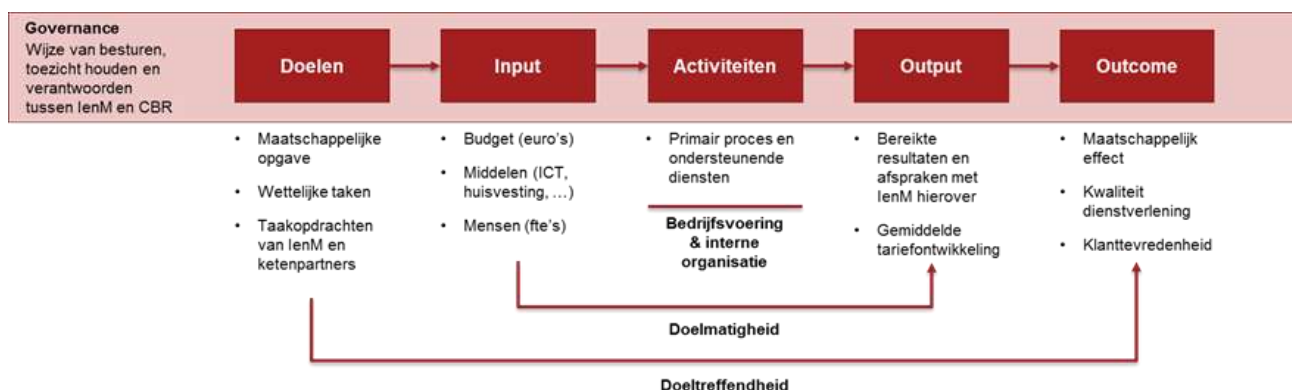 Governance
Wijze van besturen,
toezicht houden en
verantwoorden
tussen IenM en CBR
Doelen
Input
Activiteiten
Output
Outcome
• Maatschappelijke
opgave
• Wettelijke taken
• Taakopdrachten
van IenM en
ketenpartners
• Budget (euro's)
• Middelen (ICT,
huisvesting, ...)
• Mensen (fte's)
• Primair proces en
ondersteunende
diensten
Bedrijfsvoering
& interne
organisatie
• Bereikte
resultaten en
afspraken met
IenM hierover
• Gemiddelde
tariefontwikkeling
• Maatschappelijk
effect
• Kwaliteit
dienstverlening
• Klanttevredenheid
Doelmatigheid
Doeltreffendheid